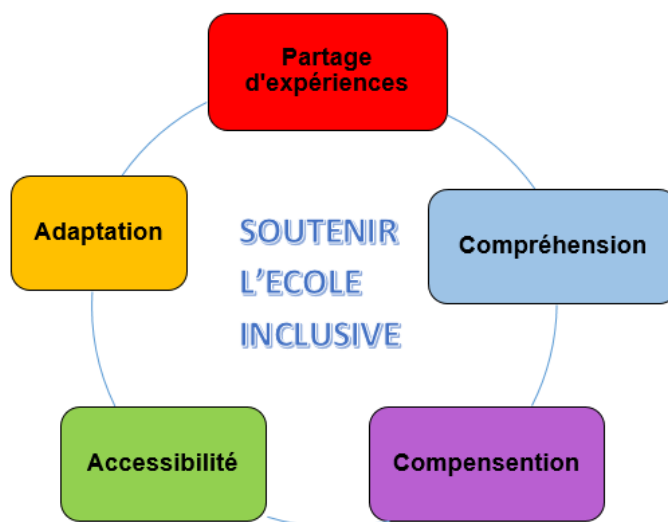 Partage
d'expériences
Adaptation
Compréhension
SOUTENIR
L'ECOLE
INCLUSIVE
Accessibilité
Compensention